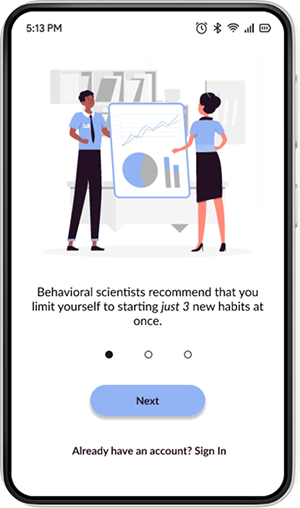 5:13 PM
Behavioral scientists recommend that you
limit yourself to starting just 3 new habits at
once.
Next
Already have an account? Sign In